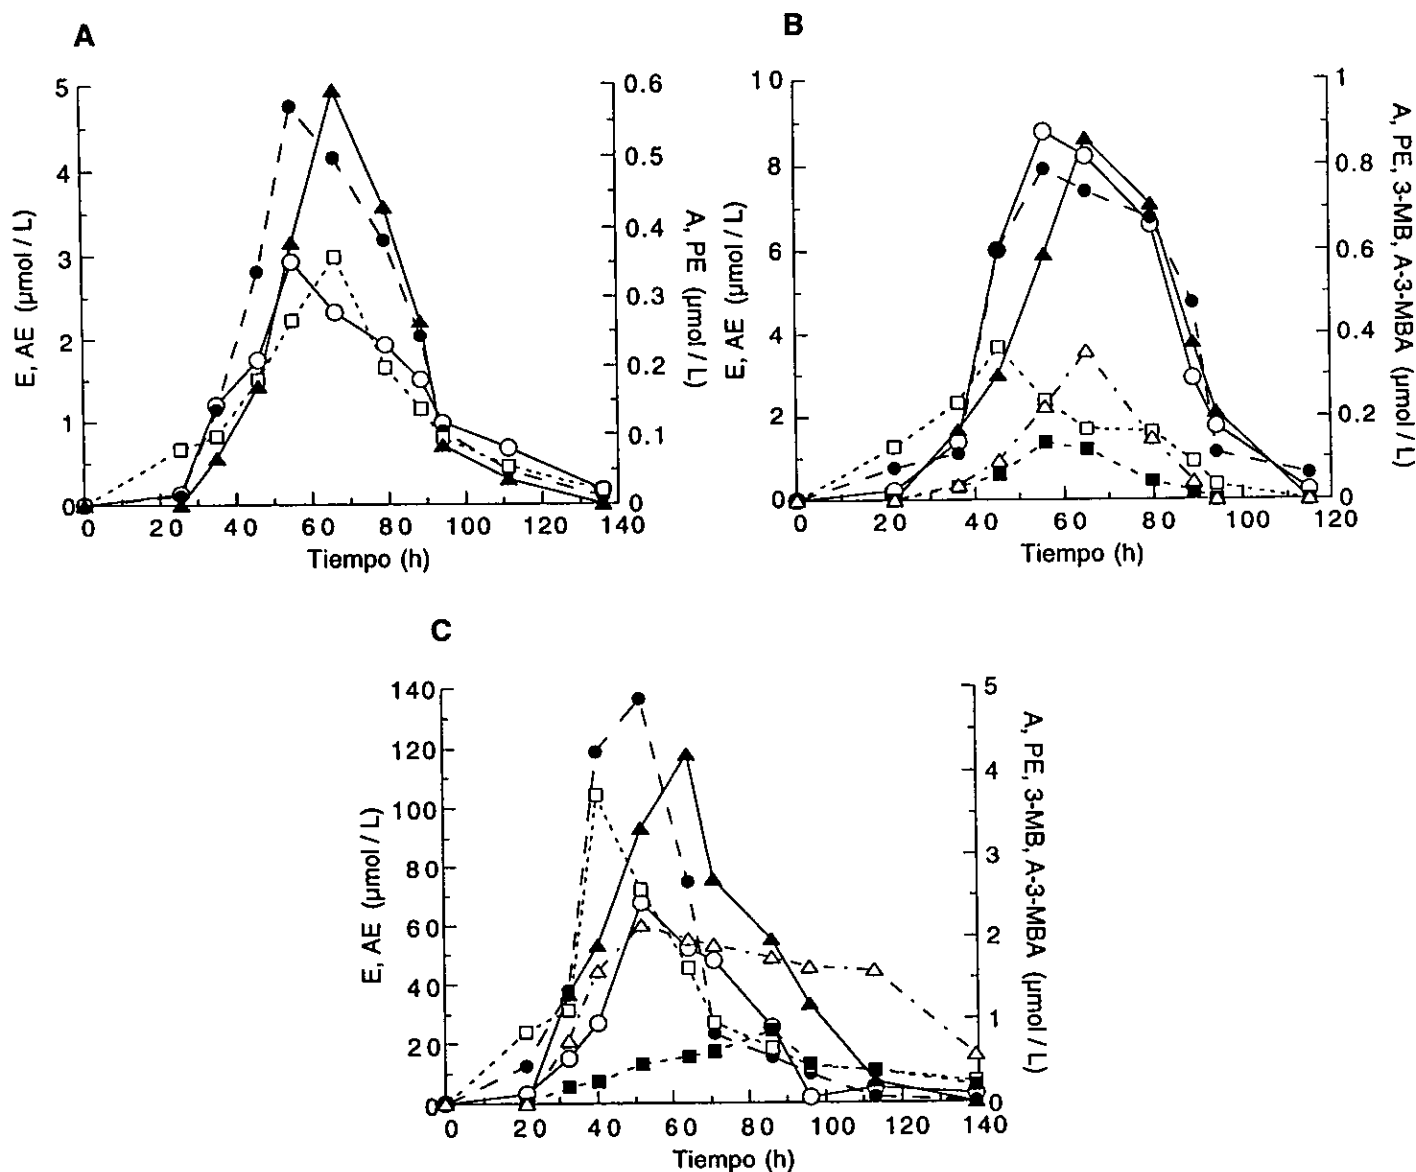 A
E, AE (µmol / L)
5
4
3
2
1
0
0.6
0.5
0.4
0.3
0.2
0.1
0
A, PE (µmol / L)
0 20 40 60 80 100 120 140
Tiempo (h)
B
E, AE (µmol / L)
10
8
6
4
2
0
1
0.8
0.6
0.4
0.2
0
A, PE, 3-MB, A-3-MBA (µmol / L)
0 20 40 60 80 100 120
Tiempo (h)
C
E, AE (µmol / L)
140
120
100
80
60
40
20
0
5
4
3
2
1
0
A, PE, 3-MB, A-3-MBA (µmol / L)
0 20 40 60 80 100 120 140
Tiempo (h)